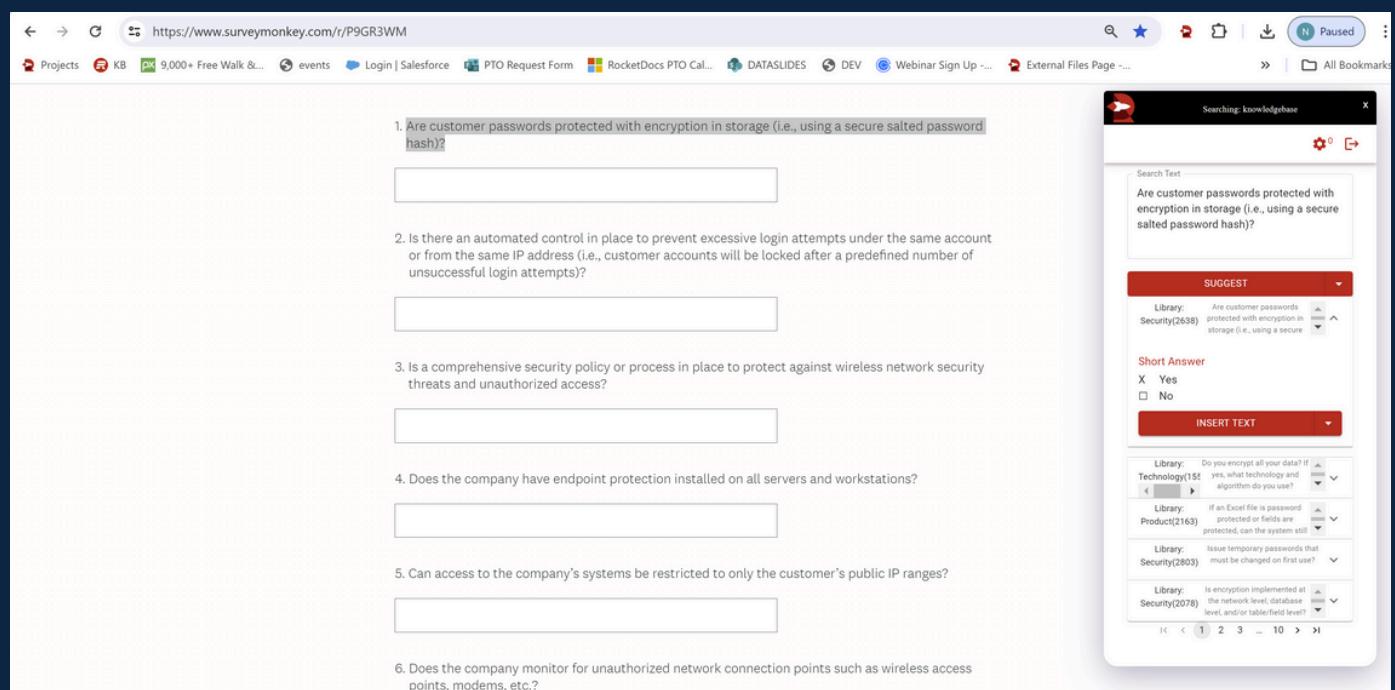 https://www.surveymonkey.com/r/P9GR3WM
N Paused
Projects KB px 9,000+ Free Walk &... events Login | Salesforce PTO Request Form RocketDocs PTO Cal... DATASLIDES DEV Webinar Sign Up -... External Files Page -... » All Bookmarks
1. Are customer passwords protected with encryption in storage (i.e., using a secure salted password
hash)?
2. Is there an automated control in place to prevent excessive login attempts under the same account
or from the same IP address (i.e., customer accounts will be locked after a predefined number of
unsuccessful login attempts)?
3. Is a comprehensive security policy or process in place to protect against wireless network security
threats and unauthorized access?
4. Does the company have endpoint protection installed on all servers and workstations?
5. Can access to the company's systems be restricted to only the customer's public IP ranges?
6. Does the company monitor for unauthorized network connection points such as wireless access
points, modems, etc.?
Searching: knowledgebase x
0
Search Text
Are customer passwords protected with
encryption in storage (i.e., using a secure
salted password hash)?
SUGGEST
Library:
Security(2638)
Are customer passwords
protected with encryption in
storage (i.e., using a secure
Short Answer
X Yes
☐ No
INSERT TEXT
Library:
Technology(155
Do you encrypt all your data? If
yes, what technology and
algorithm do you use?
Library:
Product(2163)
If an Excel file is password
protected or fields are
protected, can the system still
Library:
Security(2803)
Issue temporary passwords that
must be changed on first use?
Library:
Security(2078)
Is encryption implemented at
the network level, database
level, and/or table/field level?
|< < 1 2 3 ... 10 > >|